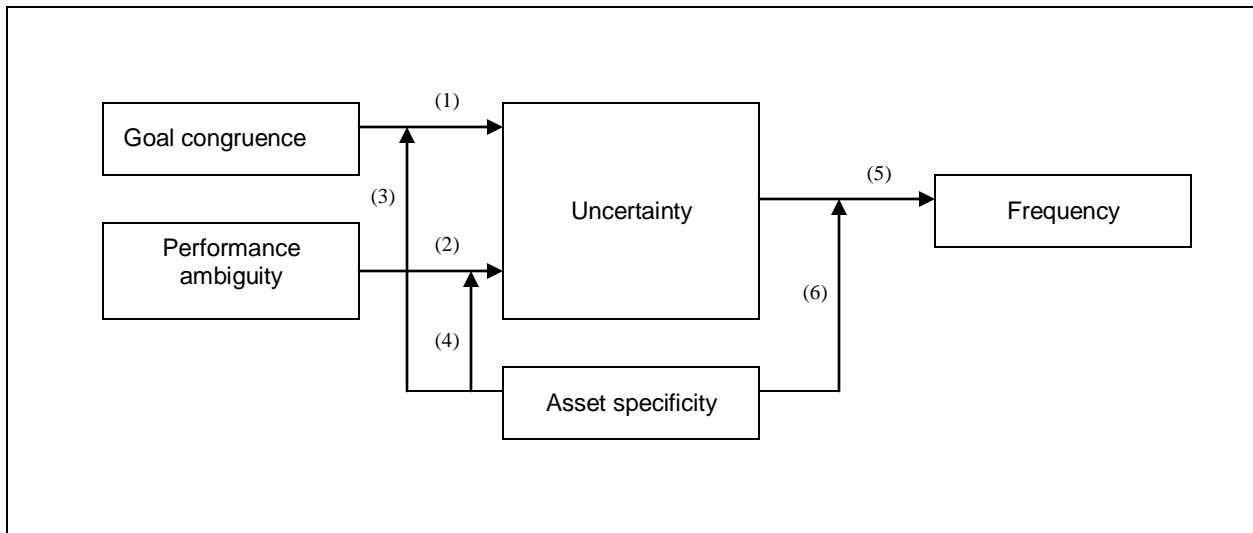 (1)
Goal congruence
(5)
(3)
Uncertainty
Frequency
Performance
ambiguity
(2)
(6)
(4)
Asset specificity